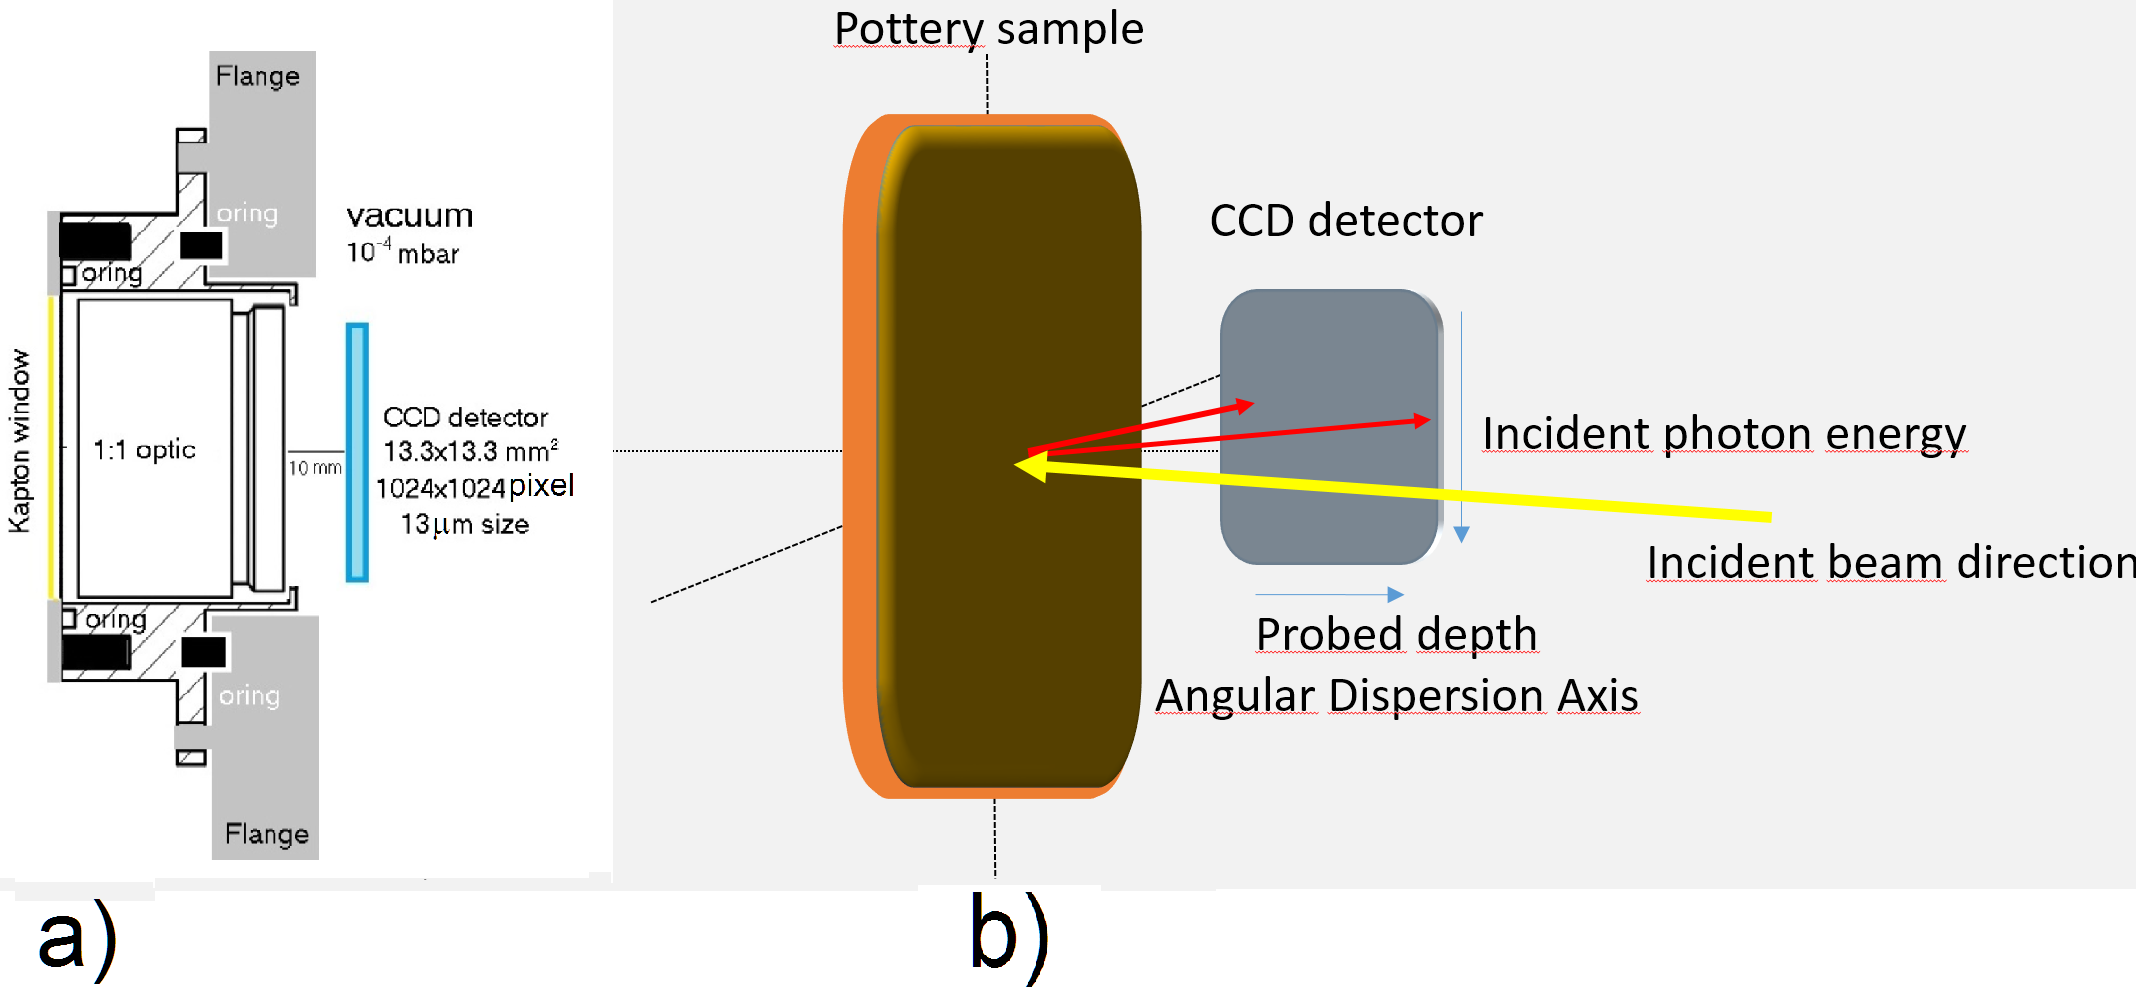 Flange
oring
oring
vacuum
10⁻⁴ mbar
Kapton window
1:1 optic
10 mm
CCD detector
13.3x13.3 mm²
1024x1024 pixel
13μm size
oring
oring
Flange
a)
Pottery sample
CCD detector
Incident photon energy
Incident beam direction
Probed depth
Angular Dispersion Axis
b)